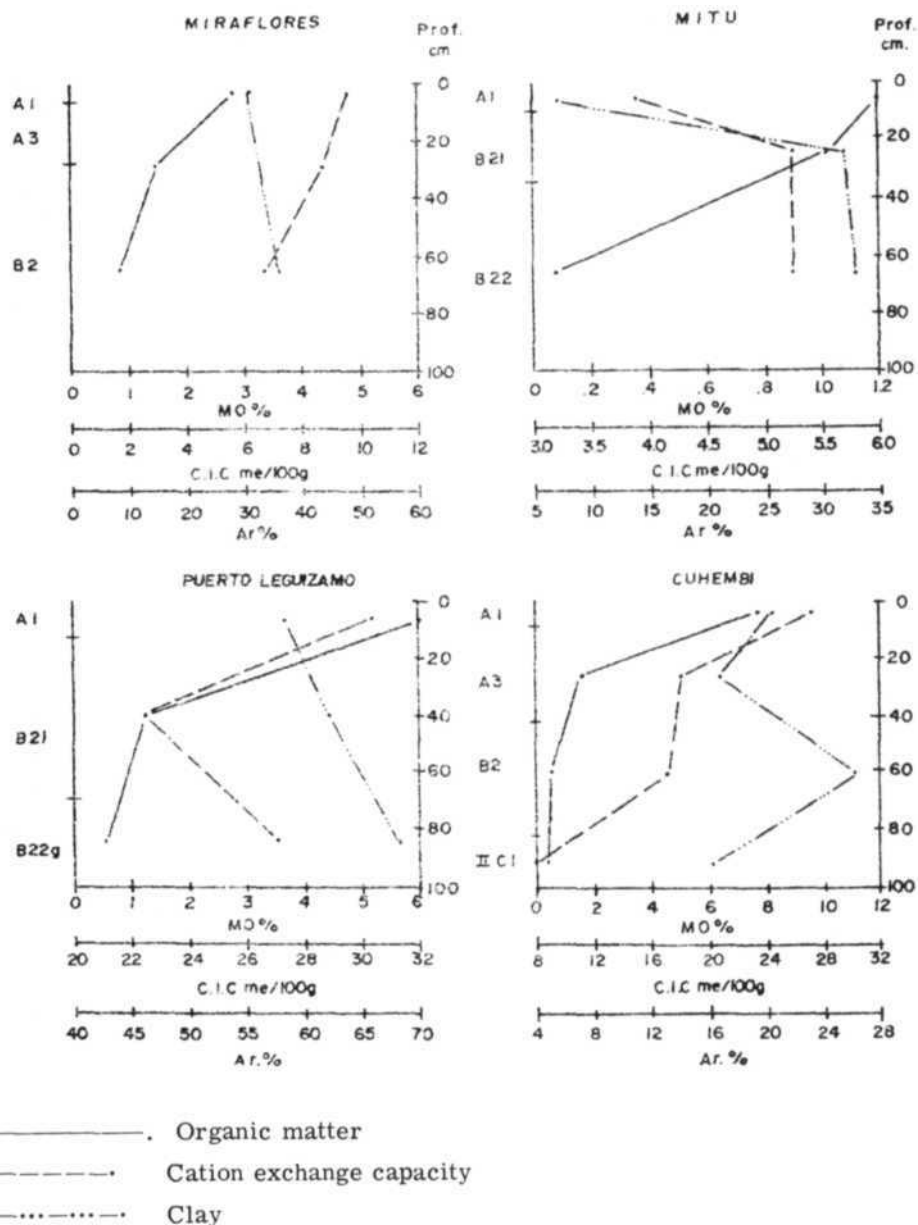 MIRAFLORES
Prof.
cm
A1
A3
B2
0
20
40
60
80
100
0 1 2 3 4 5 6
MO %
0 2 4 6 8 10 12
C.I.C me/100g
0 10 20 30 40 50 60
Ar %
MITU
Prof.
cm.
A1
B21
B22
0
20
40
60
80
100
0 .2 .4 .6 .8 1.0 1.2
MO %
3.0 3.5 4.0 4.5 5.0 5.5 6.0
C.I.C me/100g
5 10 15 20 25 30 35
Ar %
PUERTO LEGUIZAMO
A1
B21
B22g
0
20
40
60
80
100
0 1 2 3 4 5 6
MO %
20 22 24 26 28 30 32
C.I.C me/100g
40 45 50 55 60 65 70
Ar. %
CUHEMBI
A1
A3
B2
II C1
0
20
40
60
80
100
0 2 4 6 8 10 12
MO %
8 12 16 20 24 28 32
C.I.C me/100g
4 8 12 16 20 24 28
Ar. %
Organic matter
Cation exchange capacity
Clay